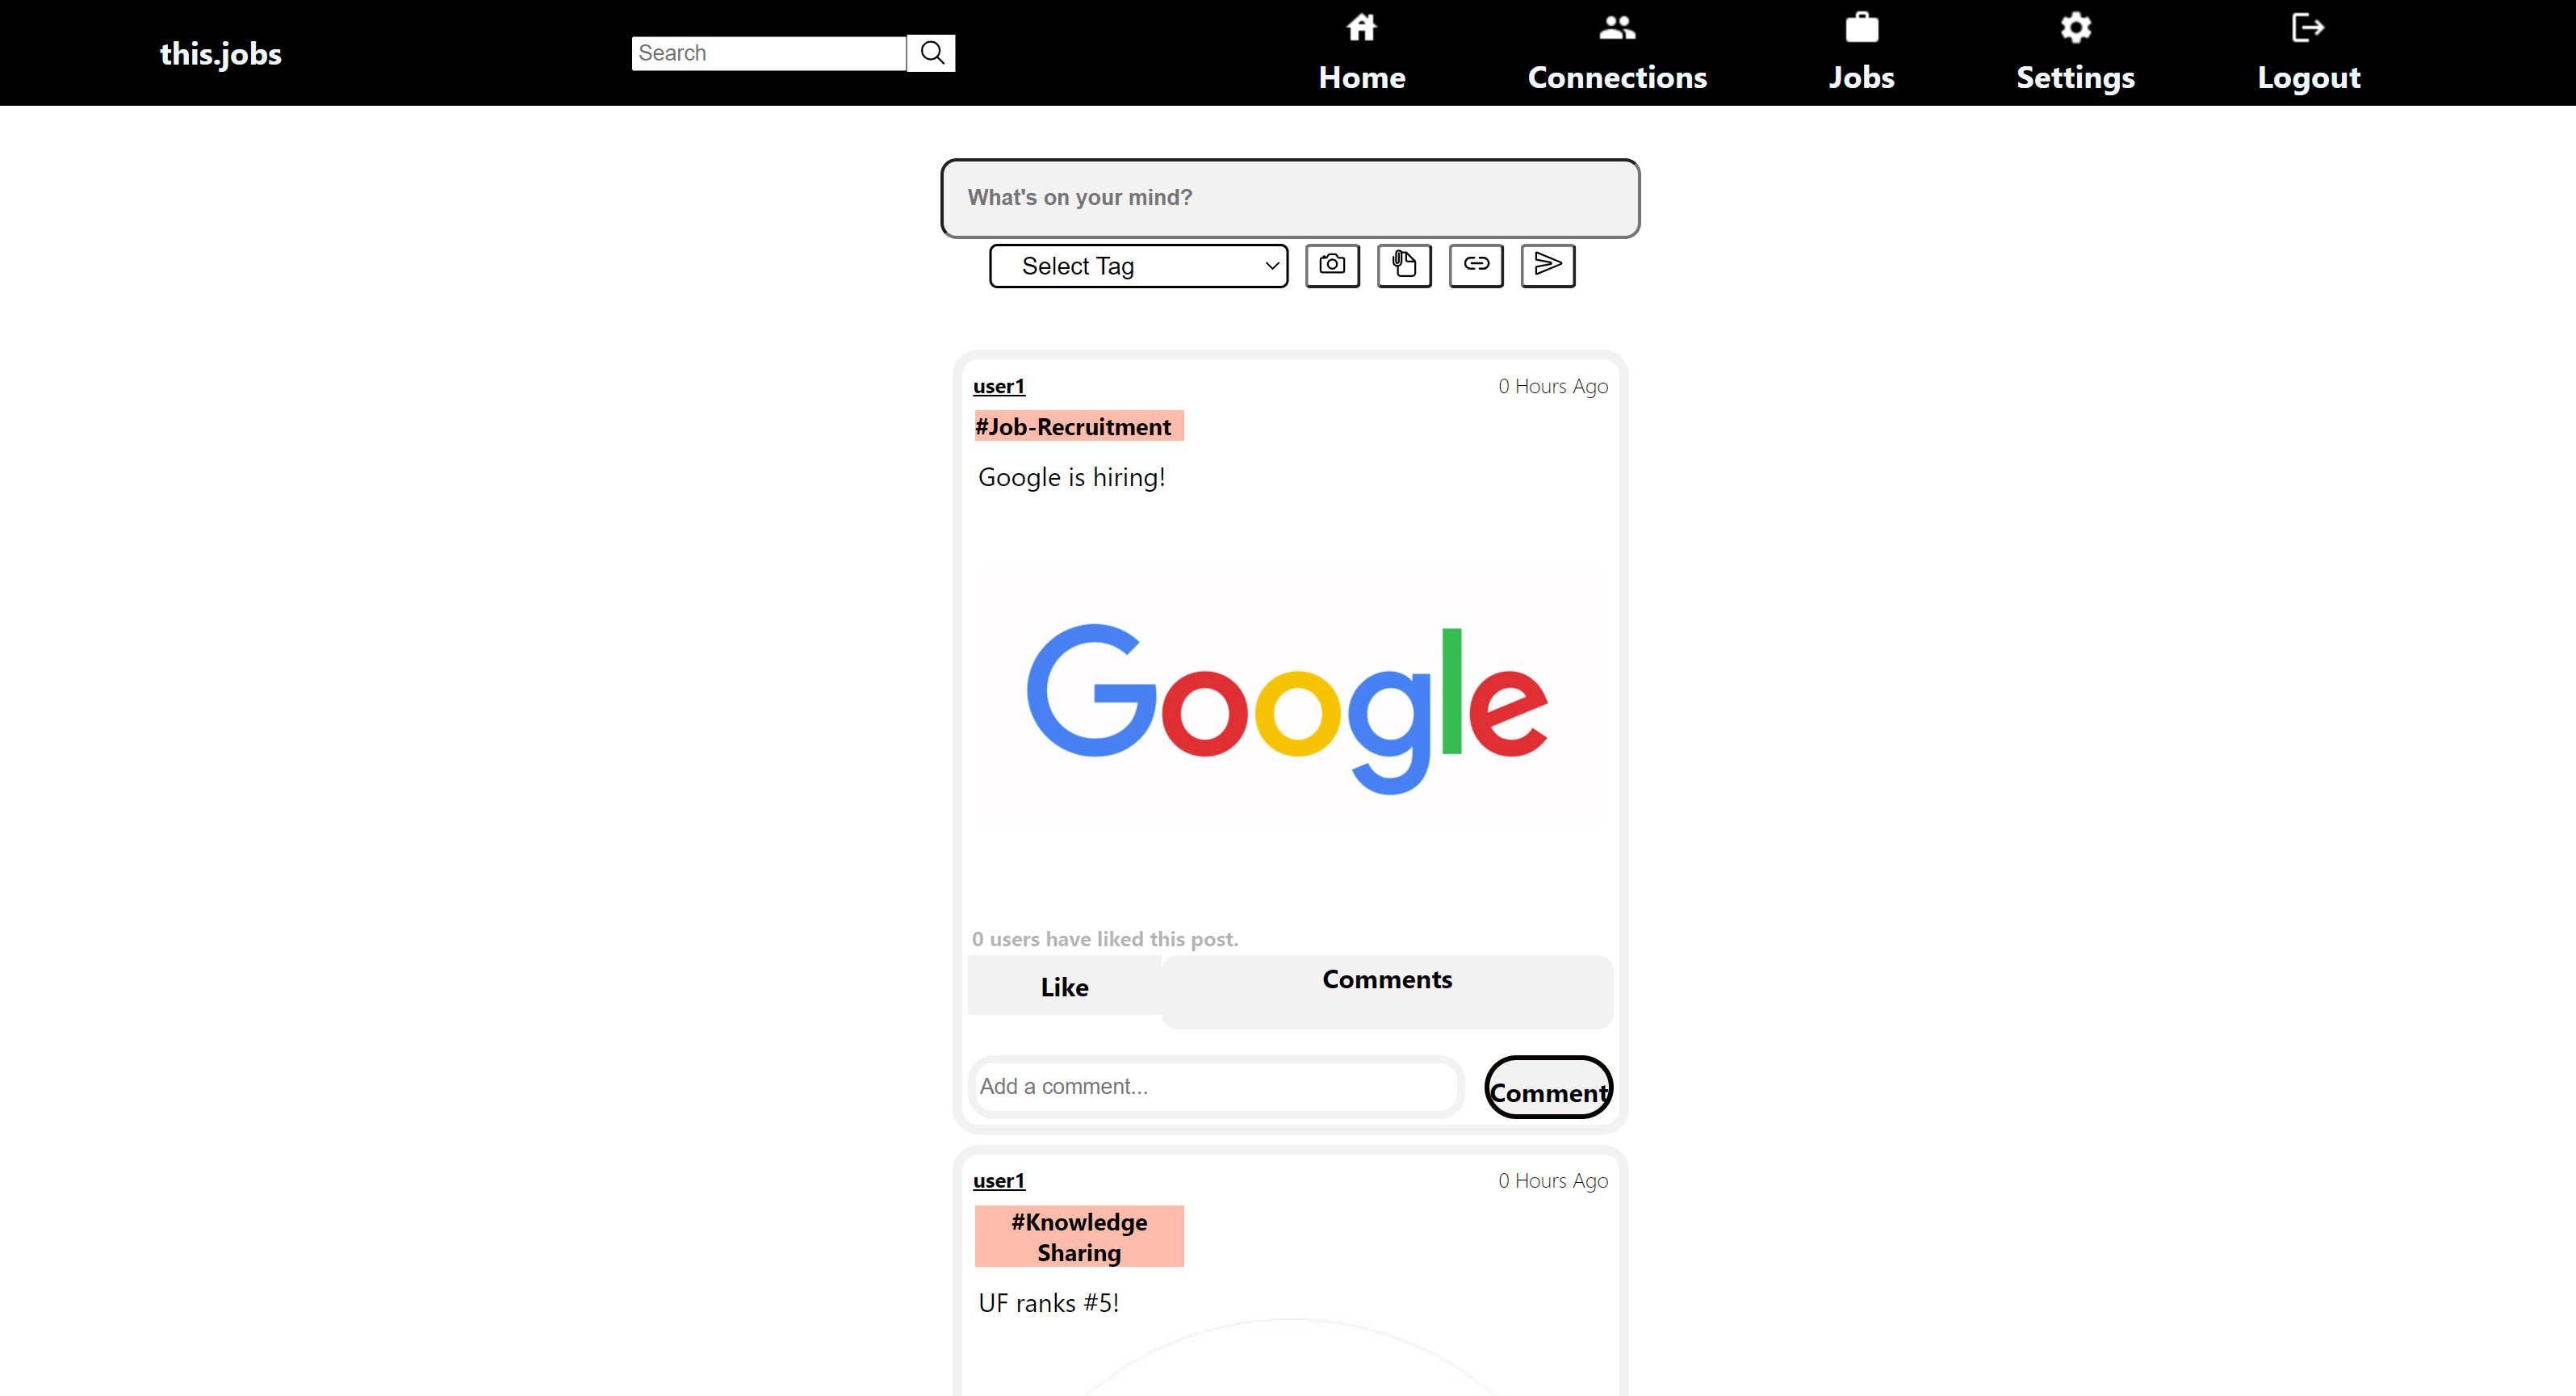 this.jobs
Search
Home
Connections
Jobs
Settings
Logout
What's on your mind?
Select Tag
user1
0 Hours Ago
#Job-Recruitment
Google is hiring!
Google
0 users have liked this post.
Like
Comments
Add a comment...
Comment
user1
0 Hours Ago
#Knowledge
Sharing
UF ranks #5!